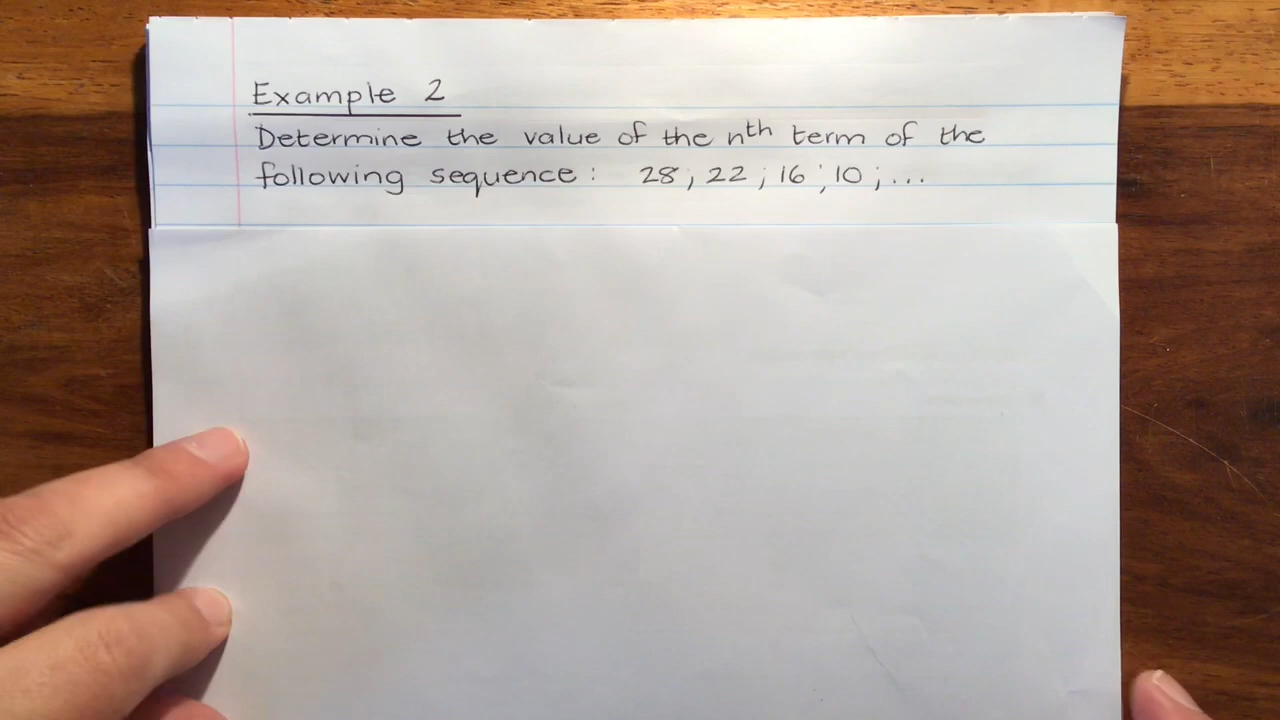 Example 2
Determine the value of the nth term of the
following sequence: 28; 22; 16; 10; ...